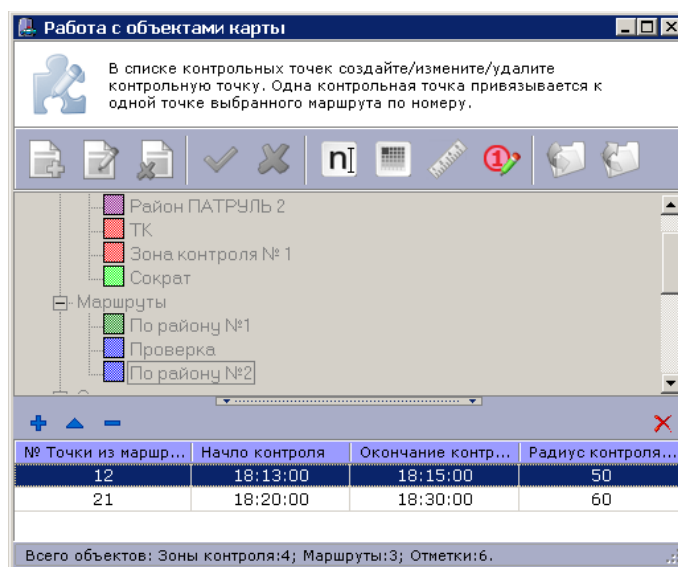 Работа с объектами карты
В списке контрольных точек создайте/измените/удалите
контрольную точку. Одна контрольная точка привязывается к
одной точке выбранного маршрута по номеру.
n
1
Район ПАТРУЛЬ 2
ТК
Зона контроля № 1
Сократ
Маршруты
По району №1
Проверка
По району №2
№ Точки из маршр... Начло контроля Окончание контр... Радиус контроля...
12 18:13:00 18:15:00 50
21 18:20:00 18:30:00 60
Всего объектов: Зоны контроля:4; Маршруты:3; Отметки:6.